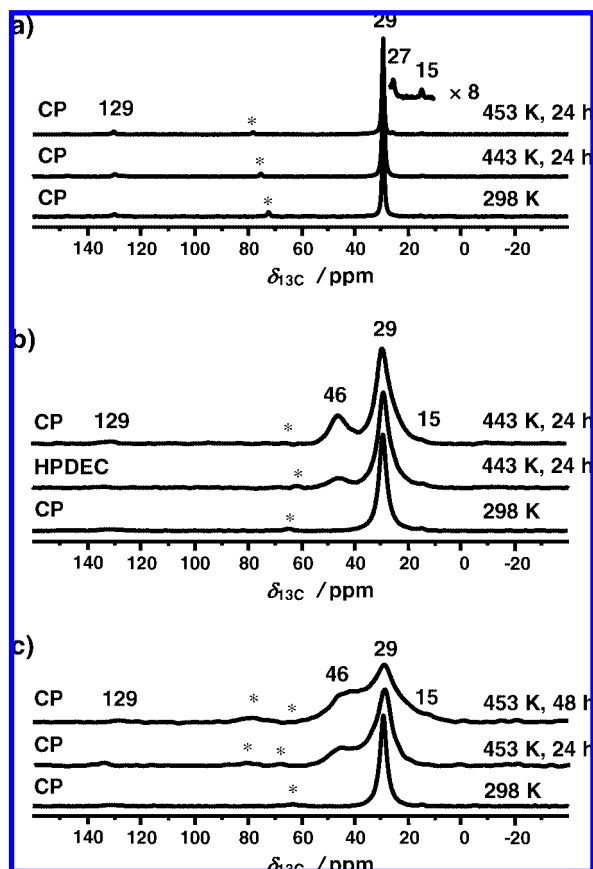 a)
29
27
15
× 8
CP
129
*
453 K, 24 h
CP
*
443 K, 24 h
CP
*
298 K
140 120 100 80 60 40 20 0 -20
δ13C / ppm
b)
29
46
15
CP
129
*
443 K, 24 h
HPDEC
*
443 K, 24 h
CP
*
298 K
140 120 100 80 60 40 20 0 -20
δ13C / ppm
c)
29
46
15
CP
129
*
*
453 K, 48 h
CP
*
*
453 K, 24 h
CP
*
298 K
140 120 100 80 60 40 20 0 -20
δ13C / ppm